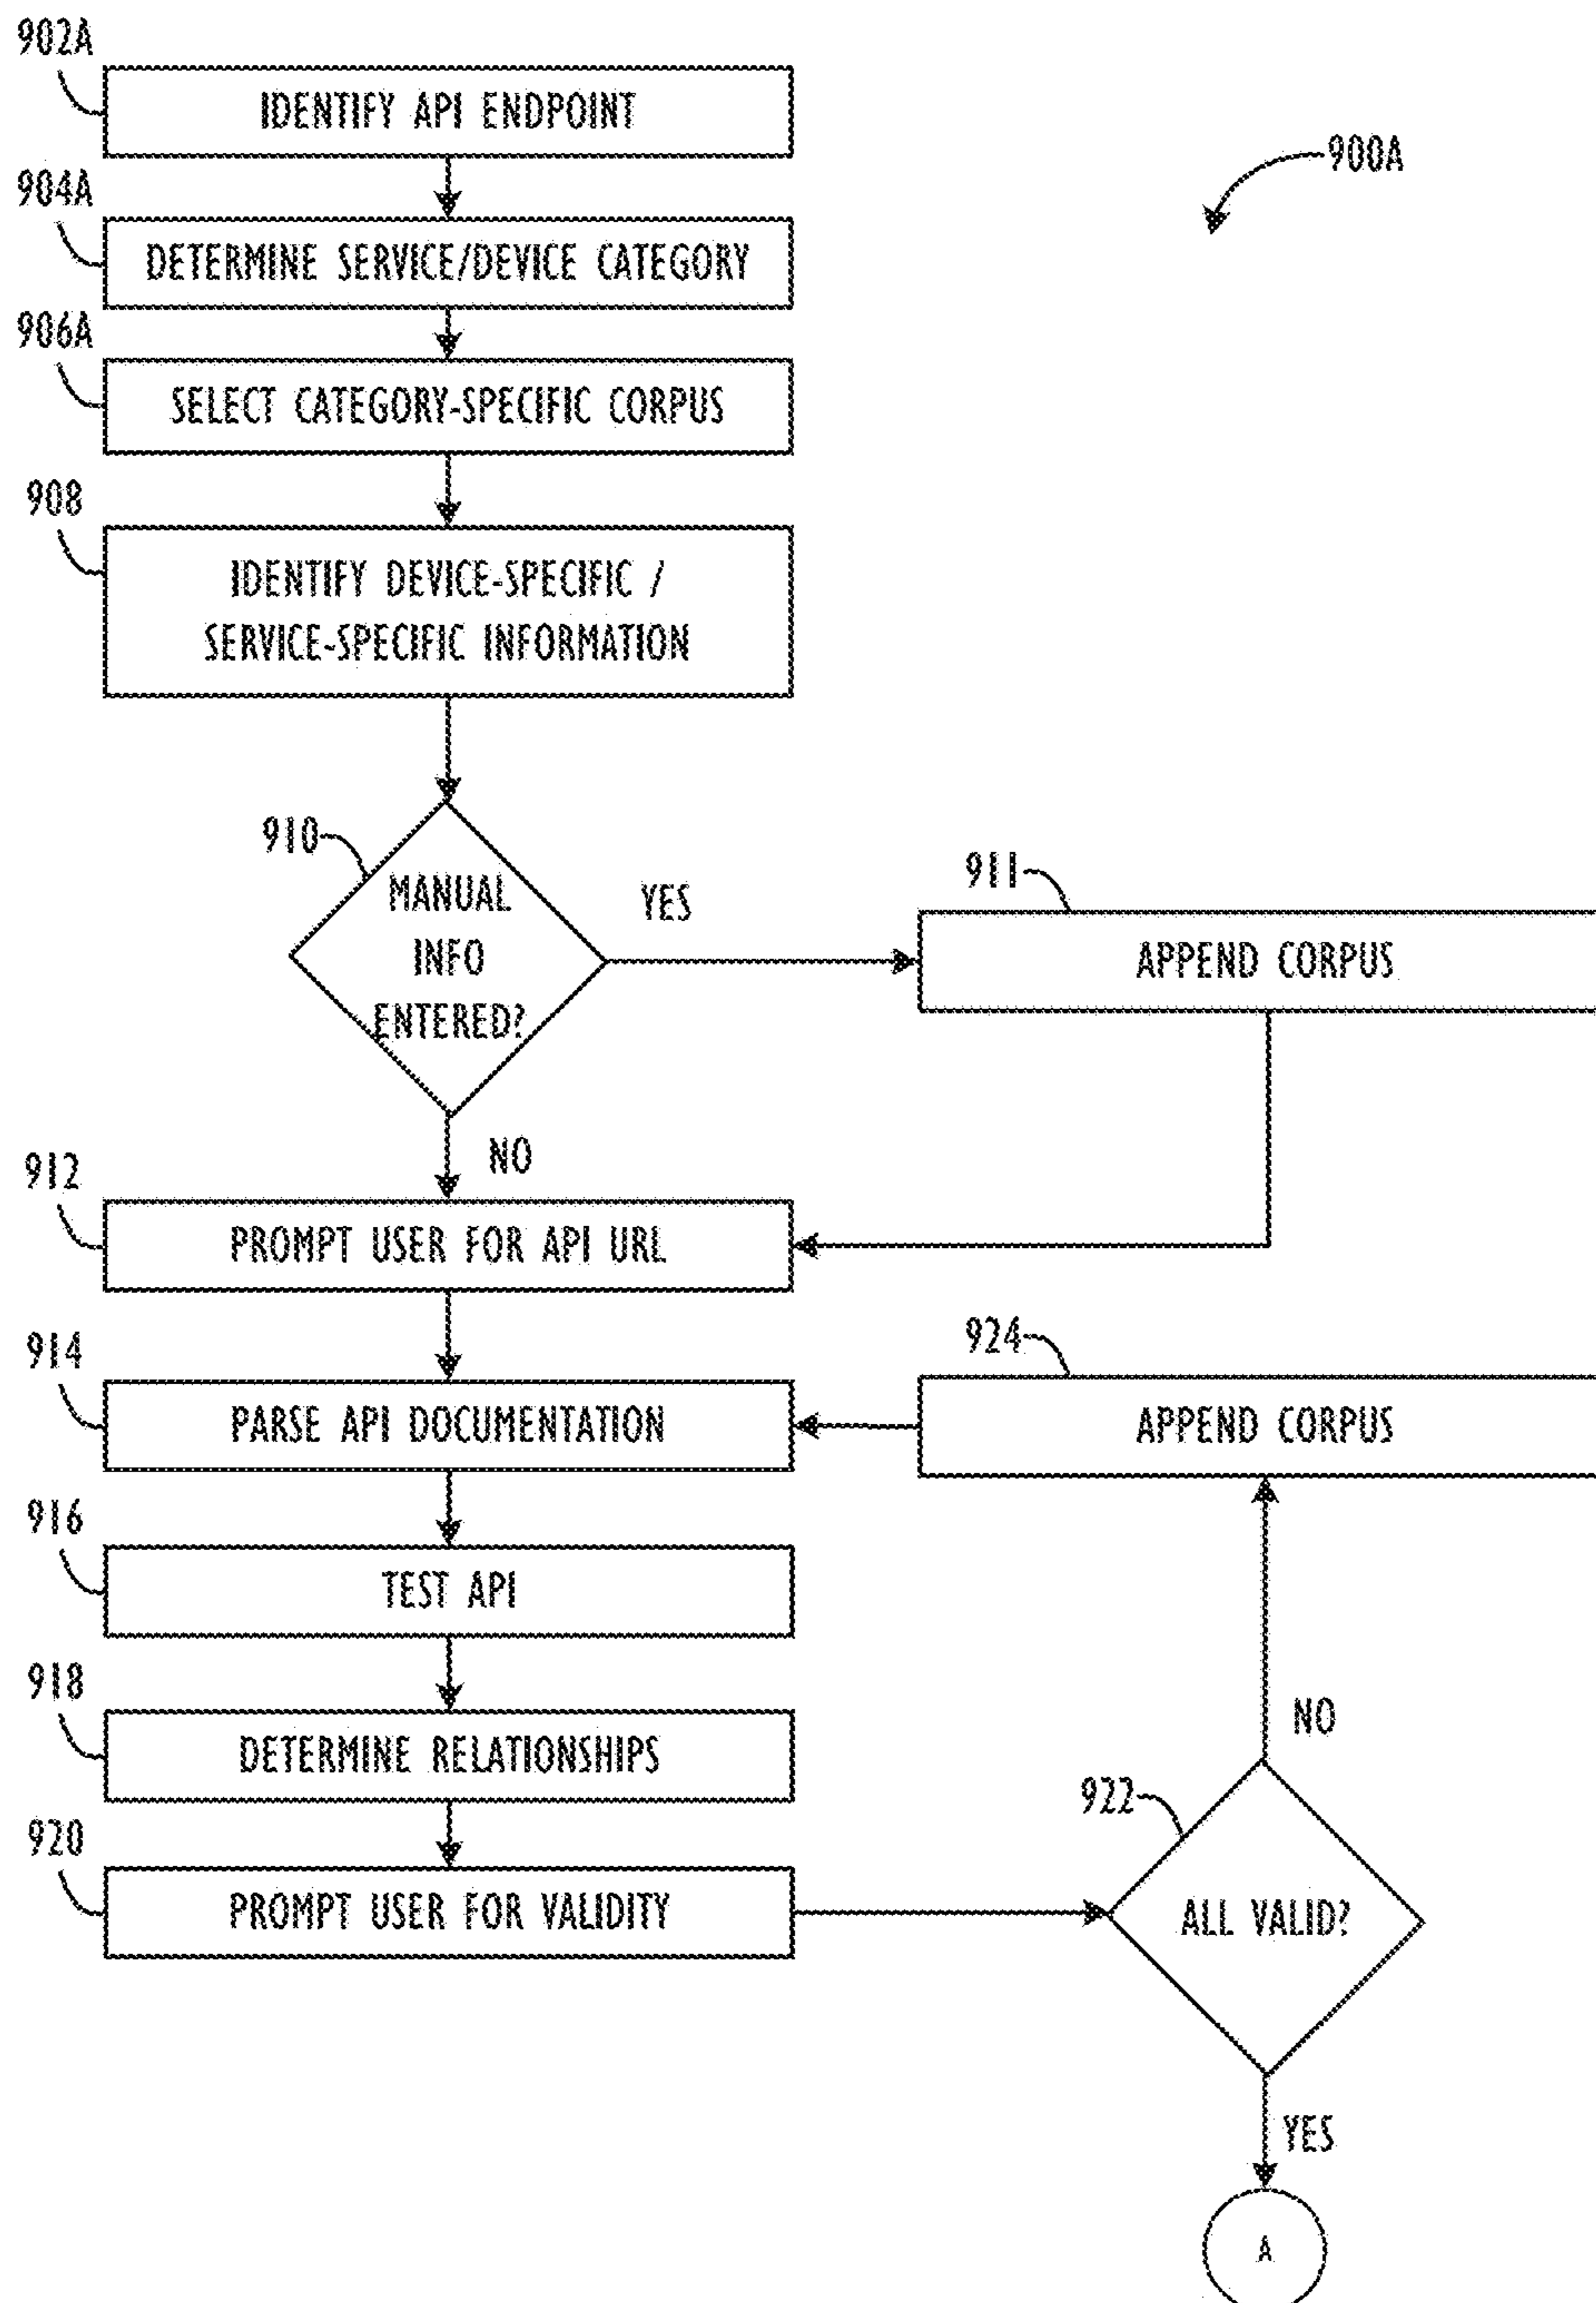 902A
IDENTIFY API ENDPOINT
900A
904A
DETERMINE SERVICE/DEVICE CATEGORY
906A
SELECT CATEGORY-SPECIFIC CORPUS
908
IDENTIFY DEVICE-SPECIFIC /
SERVICE-SPECIFIC INFORMATION
910
MANUAL
INFO
ENTERED?
YES
911
APPEND CORPUS
NO
912
PROMPT USER FOR API URL
914
PARSE API DOCUMENTATION
924
APPEND CORPUS
916
TEST API
918
DETERMINE RELATIONSHIPS
920
PROMPT USER FOR VALIDITY
NO
922
ALL VALID?
YES
A